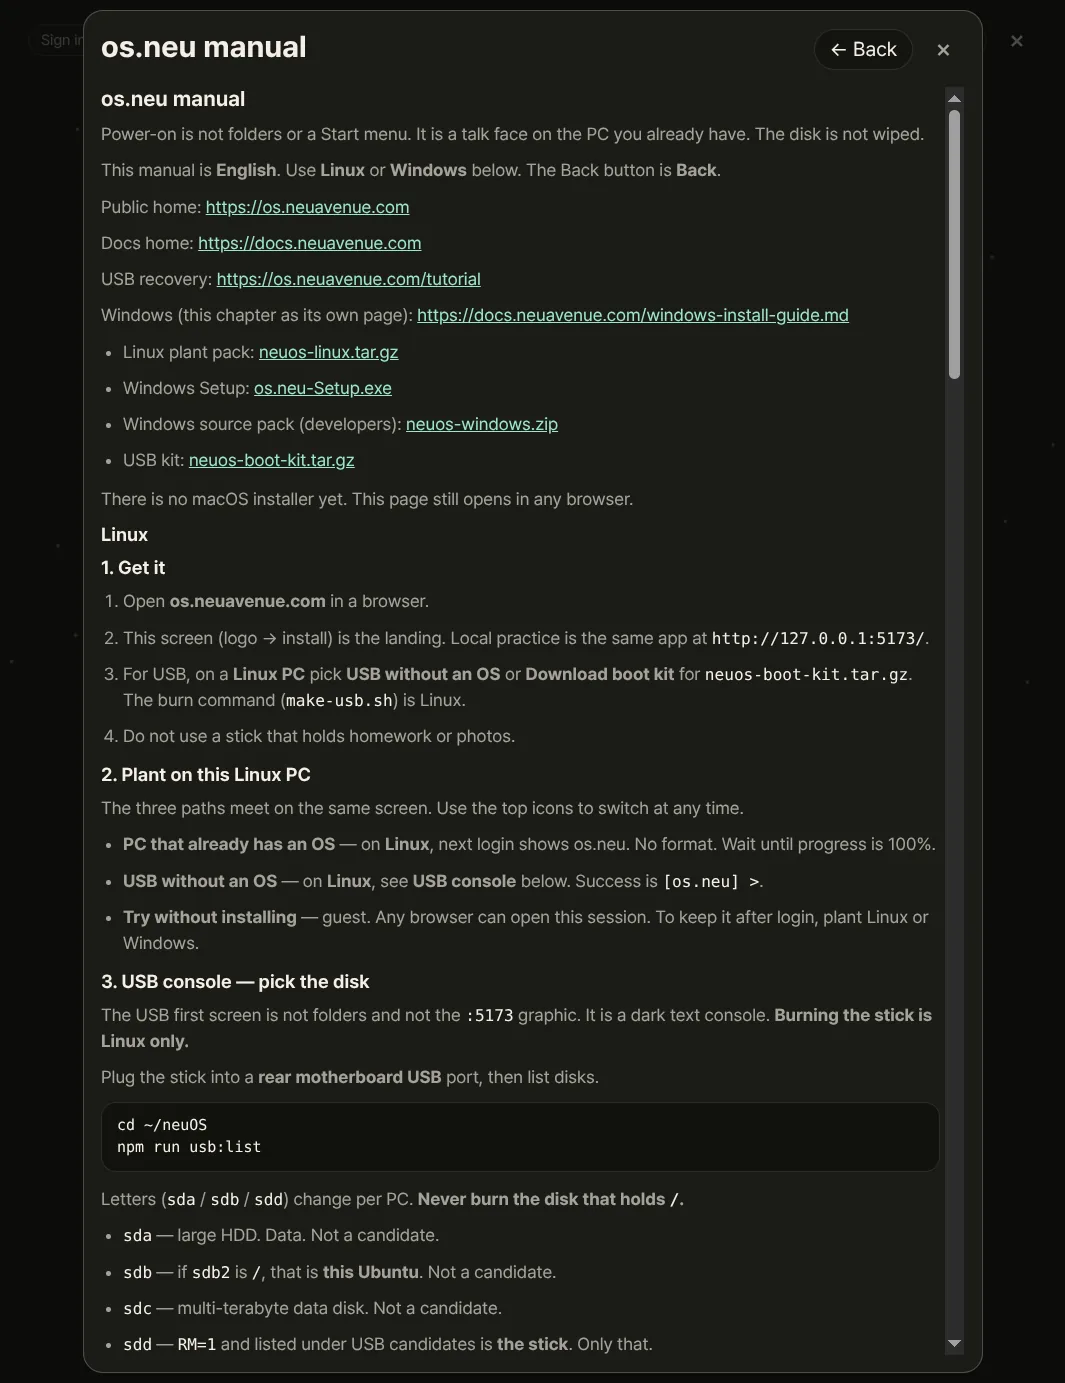 Sign in
os.neu manual
← Back
×
×
os.neu manual
Power-on is not folders or a Start menu. It is a talk face on the PC you already have. The disk is not wiped.
This manual is English. Use Linux or Windows below. The Back button is Back.
Public home: https://os.neuavenue.com
Docs home: https://docs.neuavenue.com
USB recovery: https://os.neuavenue.com/tutorial
Windows (this chapter as its own page): https://docs.neuavenue.com/windows-install-guide.md
• Linux plant pack: neuos-linux.tar.gz
• Windows Setup: os.neu-Setup.exe
• Windows source pack (developers): neuos-windows.zip
• USB kit: neuos-boot-kit.tar.gz
There is no macOS installer yet. This page still opens in any browser.
Linux
1. Get it
1. Open os.neuavenue.com in a browser.
2. This screen (logo → install) is the landing. Local practice is the same app at http://127.0.0.1:5173/.
3. For USB, on a Linux PC pick USB without an OS or Download boot kit for neuos-boot-kit.tar.gz.
The burn command (make-usb.sh) is Linux.
4. Do not use a stick that holds homework or photos.
2. Plant on this Linux PC
The three paths meet on the same screen. Use the top icons to switch at any time.
• PC that already has an OS — on Linux, next login shows os.neu. No format. Wait until progress is 100%.
• USB without an OS — on Linux, see USB console below. Success is [os.neu] >.
• Try without installing — guest. Any browser can open this session. To keep it after login, plant Linux or
Windows.
3. USB console — pick the disk
The USB first screen is not folders and not the :5173 graphic. It is a dark text console. Burning the stick is
Linux only.
Plug the stick into a rear motherboard USB port, then list disks.
cd ~/neuOS
npm run usb:list
Letters (sda / sdb / sdd) change per PC. Never burn the disk that holds /.
• sda — large HDD. Data. Not a candidate.
• sdb — if sdb2 is /, that is this Ubuntu. Not a candidate.
• sdc — multi-terabyte data disk. Not a candidate.
• sdd — RM=1 and listed under USB candidates is the stick. Only that.